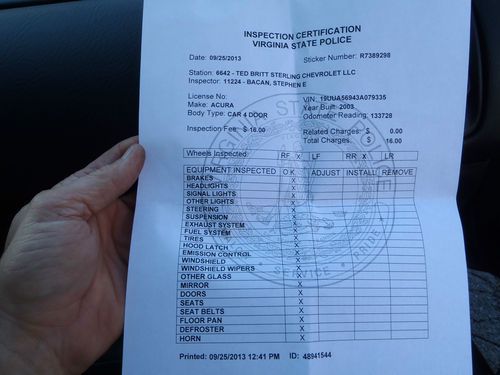 INSPECTION CERTIFICATION
VIRGINIA STATE POLICE
Date: 09/25/2013 Sticker Number: R7389298
Station: 6642 - TED BRITT STERLING CHEVROLET LLC
Inspector: 11224 - BACAN, STEPHEN E
License No: VIN: 19UUA56943A079335
Make: ACURA Year Built: 2003
Body Type: CAR 4 DOOR Odometer Reading: 133728
Inspection Fee: $ 16.00 Related Charges: $ 0.00
Total Charges: $ 16.00
Wheels Inspected: RF X LF RR X LR
EQUIPMENT INSPECTED O.K. ADJUST INSTALL REMOVE
BRAKES X
HEADLIGHTS X
SIGNAL LIGHTS X
OTHER LIGHTS X
STEERING X
SUSPENSION X
EXHAUST SYSTEM X
FUEL SYSTEM X
TIRES X
HOOD LATCH X
EMISSION CONTROL X
WINDSHIELD X
WINDSHIELD WIPERS X
OTHER GLASS X
MIRROR X
DOORS X
SEATS X
SEAT BELTS X
FLOOR PAN X
DEFROSTER X
HORN X
VIRGINIA STATE POLICE
SERVICE PRIDE
Printed: 09/25/2013 12:41 PM ID: 48941544